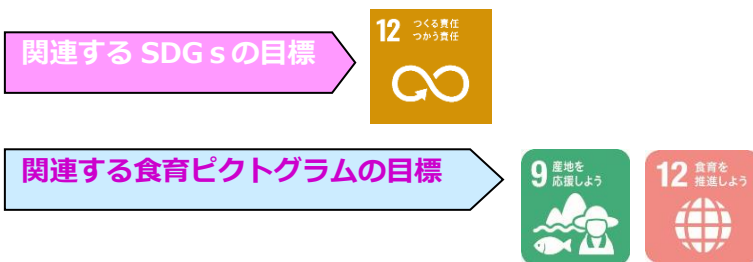 関連する SDGｓの目標
12 つくる責任
つかう責任
関連する食育ピクトグラムの目標
9 産地を
応援しよう
12 食育を
推進しよう